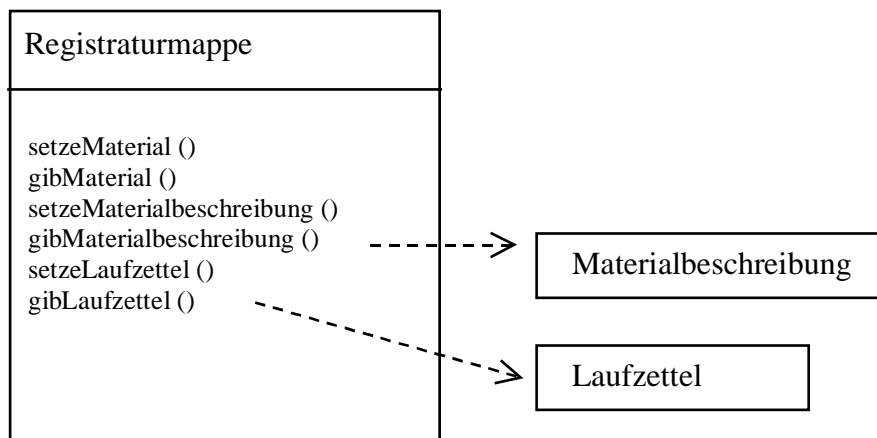 Registraturmappe
setzeMaterial ()
gibMaterial ()
setzeMaterialbeschreibung ()
gibMaterialbeschreibung ()
setzeLaufzettel ()
gibLaufzettel ()
Materialbeschreibung
Laufzettel